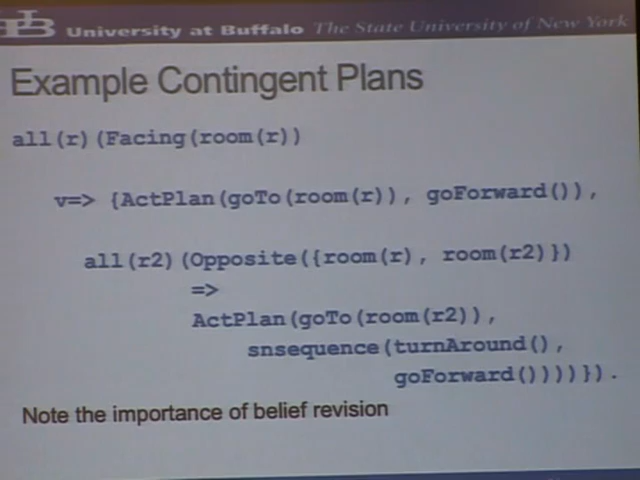 UB University at Buffalo The State University of New York
Example Contingent Plans
all(r)(Facing(room(r))
v=> {ActPlan(goTo(room(r)), goForward()),
all(r2)(Opposite({room(r), room(r2)})
=>
ActPlan(goTo(room(r2)),
snsequence(turnAround(),
goForward())))}).
Note the importance of belief revision